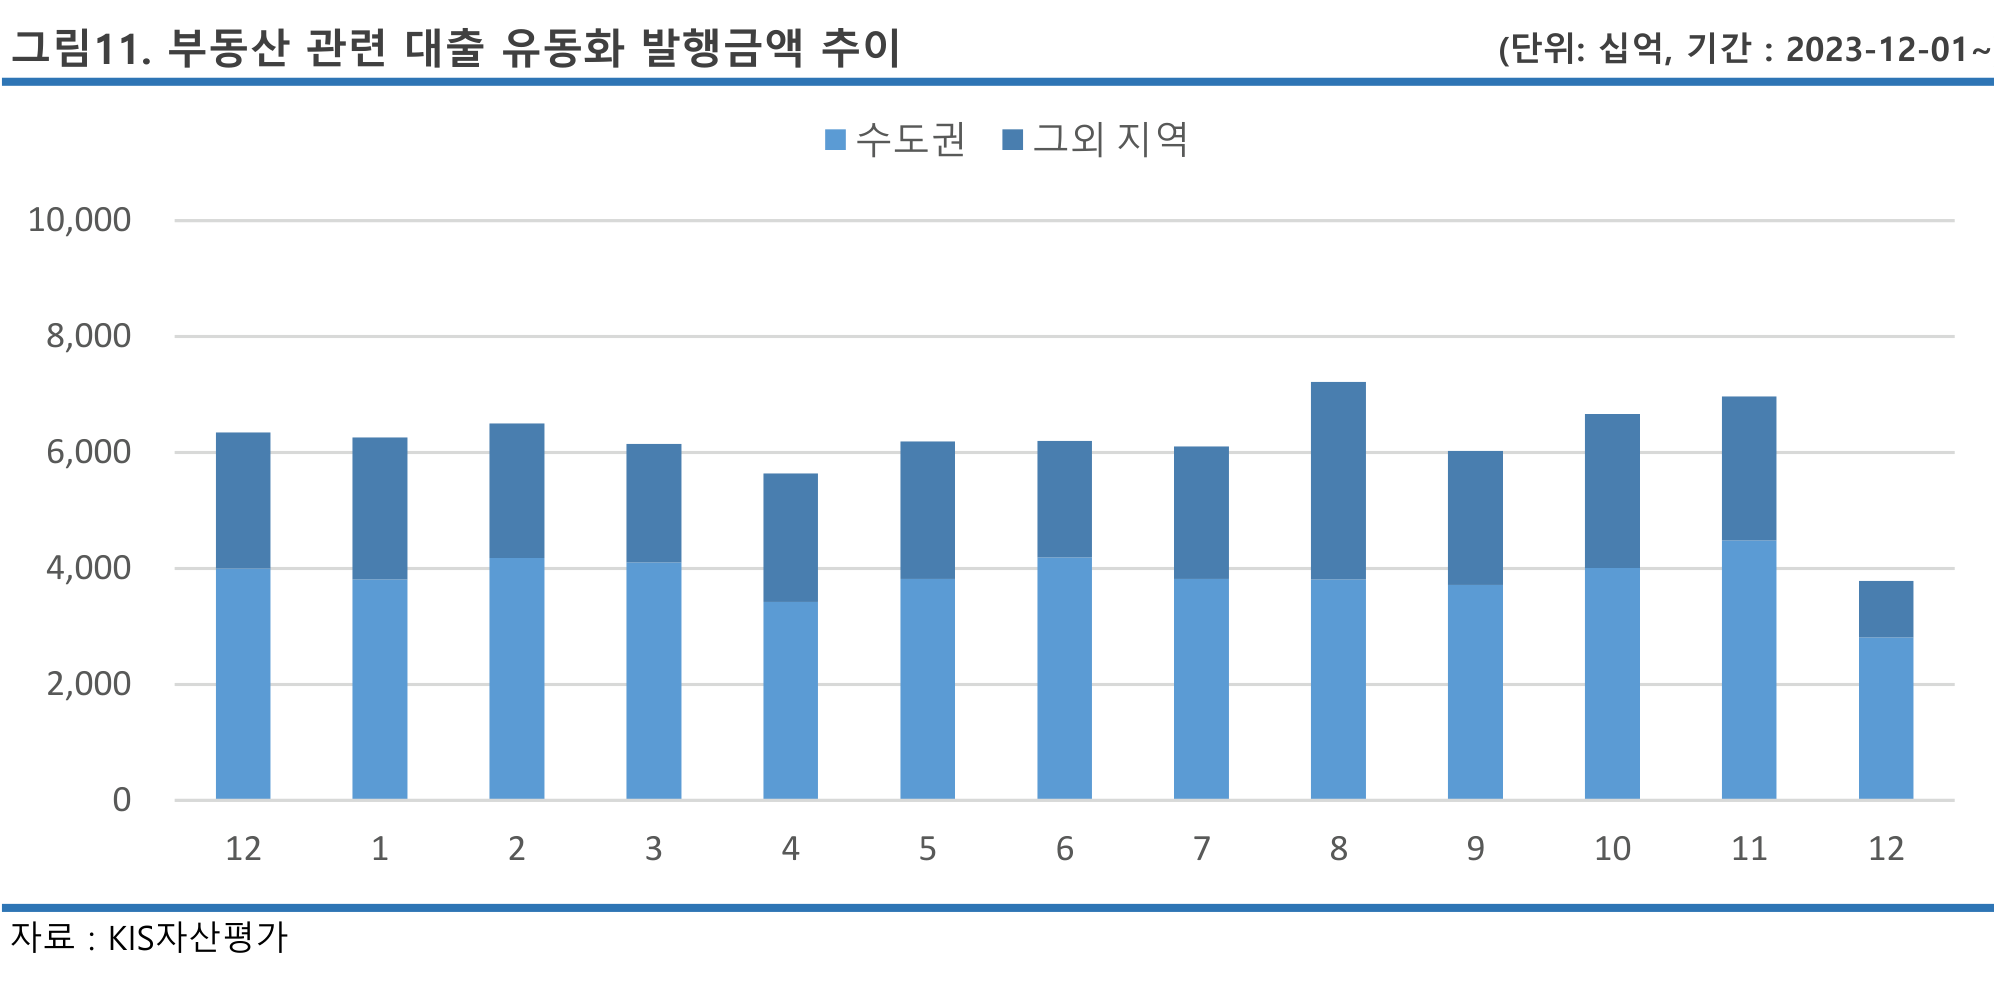 그림11. 부동산 관련 대출 유동화 발행금액 추이
(단위: 십억, 기간 : 2023-12-01~
수도권 그외 지역
10,000
8,000
6,000
4,000
2,000
0
12 1 2 3 4 5 6 7 8 9 10 11 12
자료 : KIS자산평가